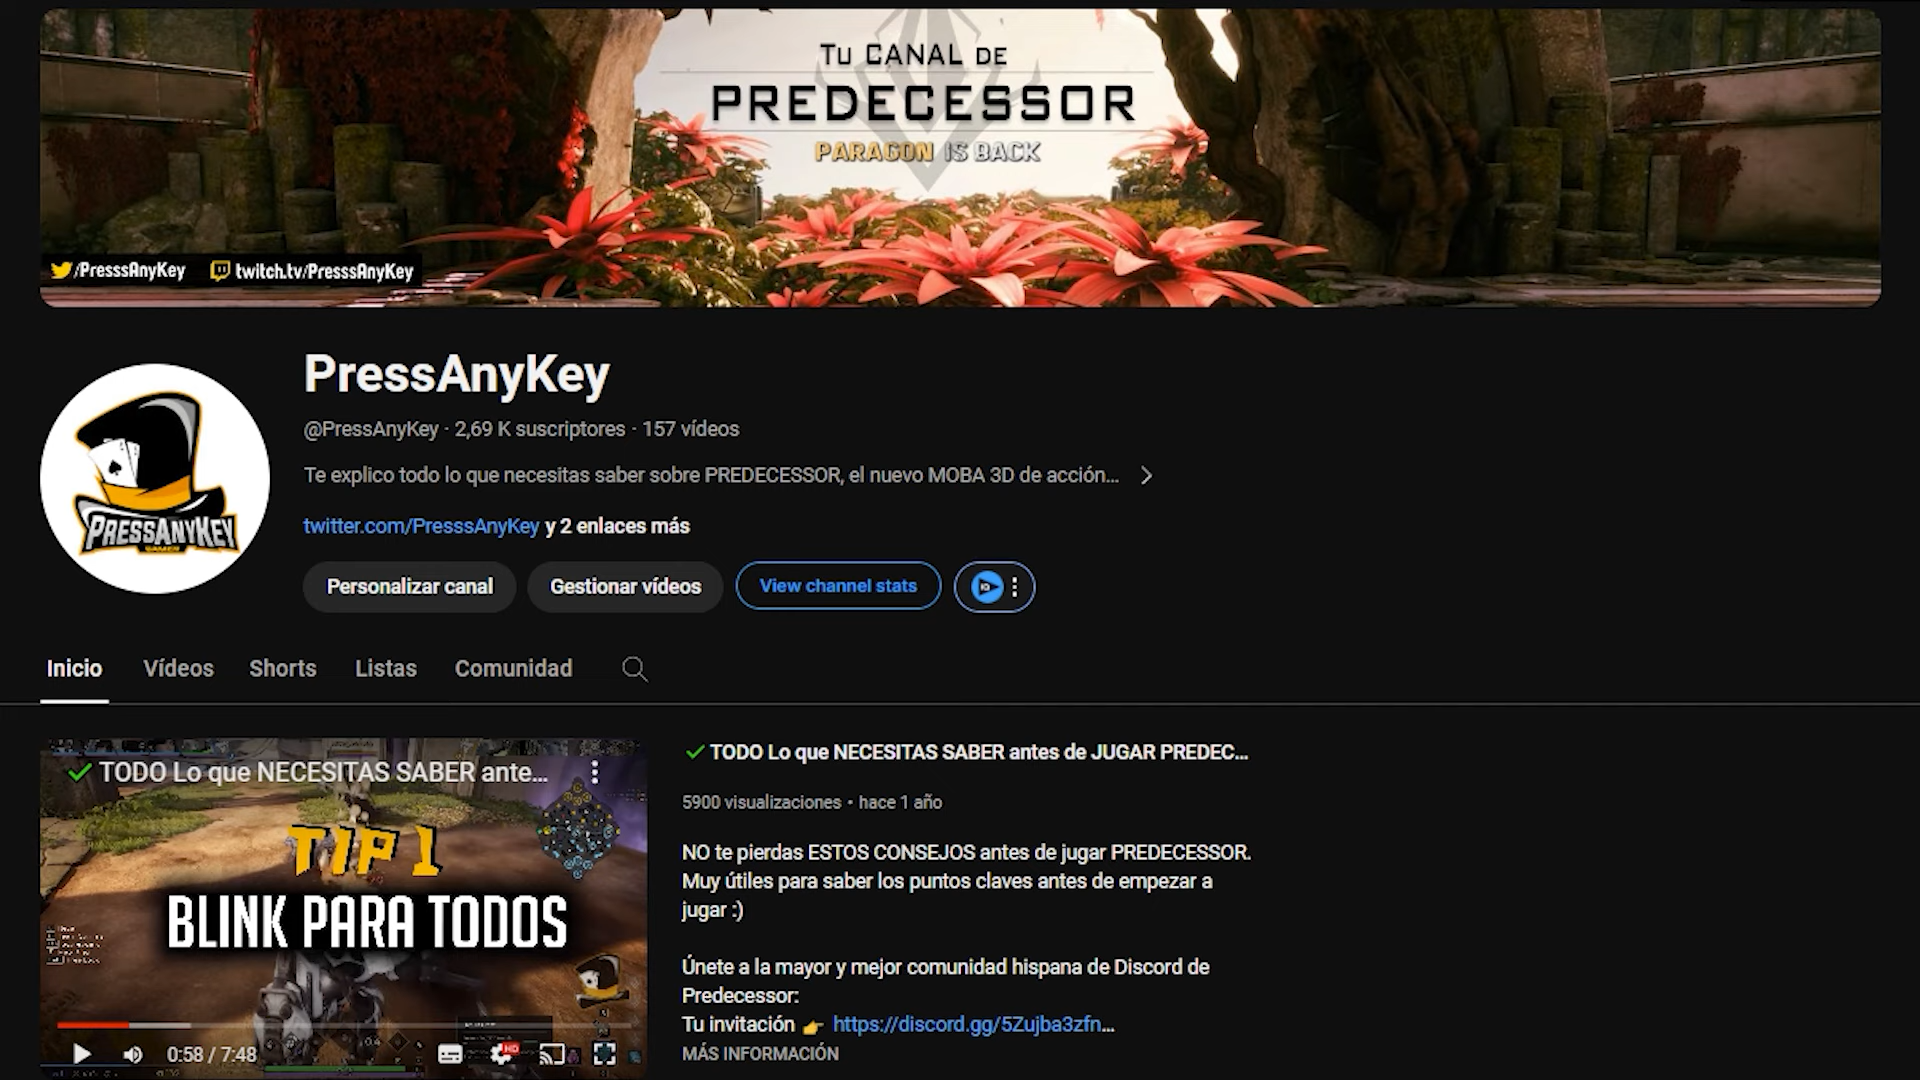 Tu CANAL DE
PREDECESSOR
PARAGON IS BACK
/PresssAnyKey
twitch.tv/PresssAnyKey
PressAnyKey
@PressAnyKey · 2,69 K suscriptores · 157 vídeos
Te explico todo lo que necesitas saber sobre PREDECESSOR, el nuevo MOBA 3D de acción...
twitter.com/PresssAnyKey y 2 enlaces más
PRESSANYKEY
GAMER
Personalizar canal
Gestionar vídeos
View channel stats
Inicio
Vídeos
Shorts
Listas
Comunidad
TODO Lo que NECESITAS SABER ante...
TIP 1
BLINK PARA TODOS
0:58 / 7:48
HD
TODO Lo que NECESITAS SABER antes de JUGAR PREDEC...
5900 visualizaciones • hace 1 año
NO te pierdas ESTOS CONSEJOS antes de jugar PREDECESSOR.
Muy útiles para saber los puntos claves antes de empezar a
jugar :)
Únete a la mayor y mejor comunidad hispana de Discord de
Predecessor:
Tu invitación 👉 https://discord.gg/5Zujba3zfn...
MÁS INFORMACIÓN